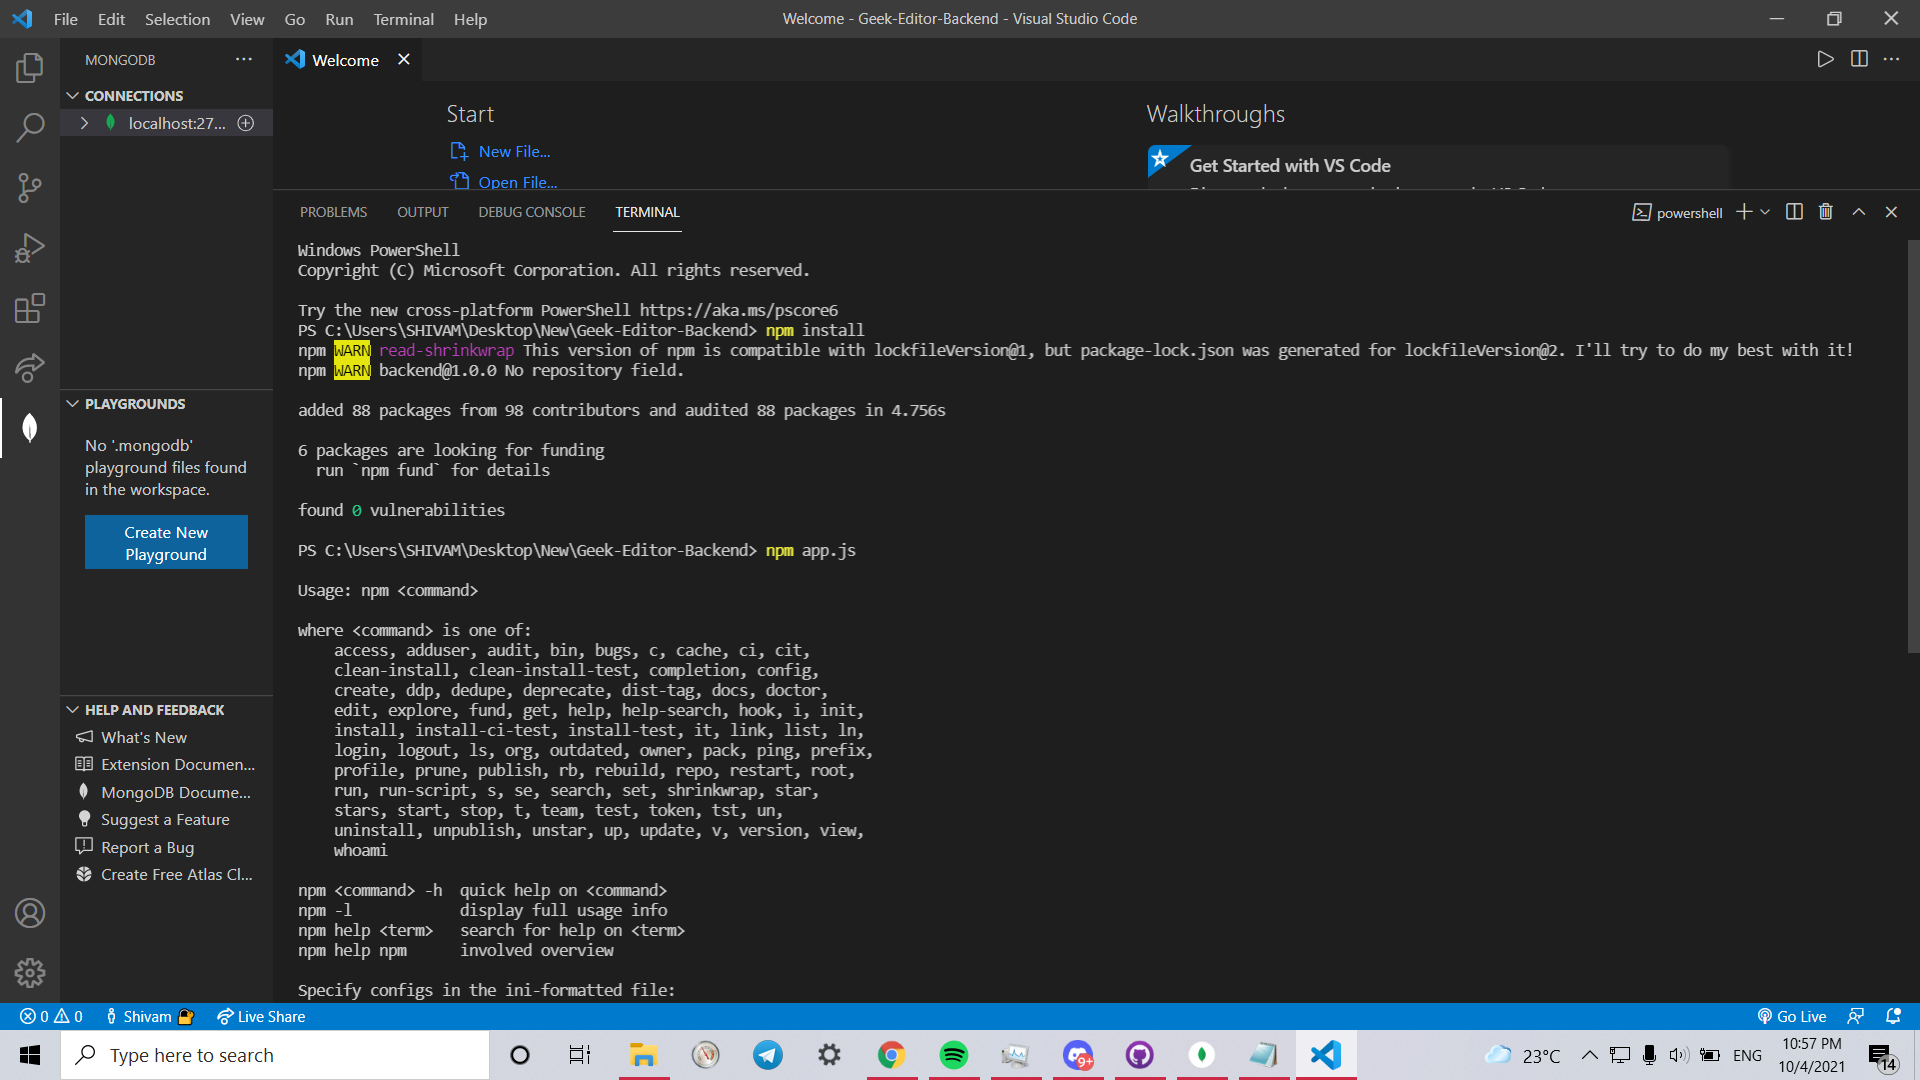 File Edit Selection View Go Run Terminal Help
Welcome - Geek-Editor-Backend - Visual Studio Code
MONGODB
CONNECTIONS
localhost:27...
Welcome
Start
New File...
Open File...
Walkthroughs
Get Started with VS Code
PROBLEMS OUTPUT DEBUG CONSOLE TERMINAL
powershell
Windows PowerShell
Copyright (C) Microsoft Corporation. All rights reserved.
Try the new cross-platform PowerShell https://aka.ms/pscore6
PS C:\Users\SHIVAM\Desktop\New\Geek-Editor-Backend> npm install
npm WARN read-shrinkwrap This version of npm is compatible with lockfileVersion@1, but package-lock.json was generated for lockfileVersion@2. I'll try to do my best with it!
npm WARN backend@1.0.0 No repository field.
added 88 packages from 98 contributors and audited 88 packages in 4.756s
6 packages are looking for funding
run `npm fund` for details
found 0 vulnerabilities
PS C:\Users\SHIVAM\Desktop\New\Geek-Editor-Backend> npm app.js
Usage: npm <command>
where <command> is one of:
access, adduser, audit, bin, bugs, c, cache, ci, cit,
clean-install, clean-install-test, completion, config,
create, ddp, dedupe, deprecate, dist-tag, docs, doctor,
edit, explore, fund, get, help, help-search, hook, i, init,
install, install-ci-test, install-test, it, link, list, ln,
login, logout, ls, org, outdated, owner, pack, ping, prefix,
profile, prune, publish, rb, rebuild, repo, restart, root,
run, run-script, s, se, search, set, shrinkwrap, star,
stars, start, stop, t, team, test, token, tst, un,
uninstall, unpublish, unstar, up, update, v, version, view,
whoami
npm <command> -h quick help on <command>
npm -l display full usage info
npm help <term> search for help on <term>
npm help npm involved overview
Specify configs in the ini-formatted file:
PLAYGROUNDS
No '.mongodb'
playground files found
in the workspace.
Create New
Playground
HELP AND FEEDBACK
What's New
Extension Documen...
MongoDB Docume...
Suggest a Feature
Report a Bug
Create Free Atlas Cl...
0 0 Shivam Live Share
Go Live
Type here to search
9+
23°C
ENG
10:57 PM
10/4/2021
14